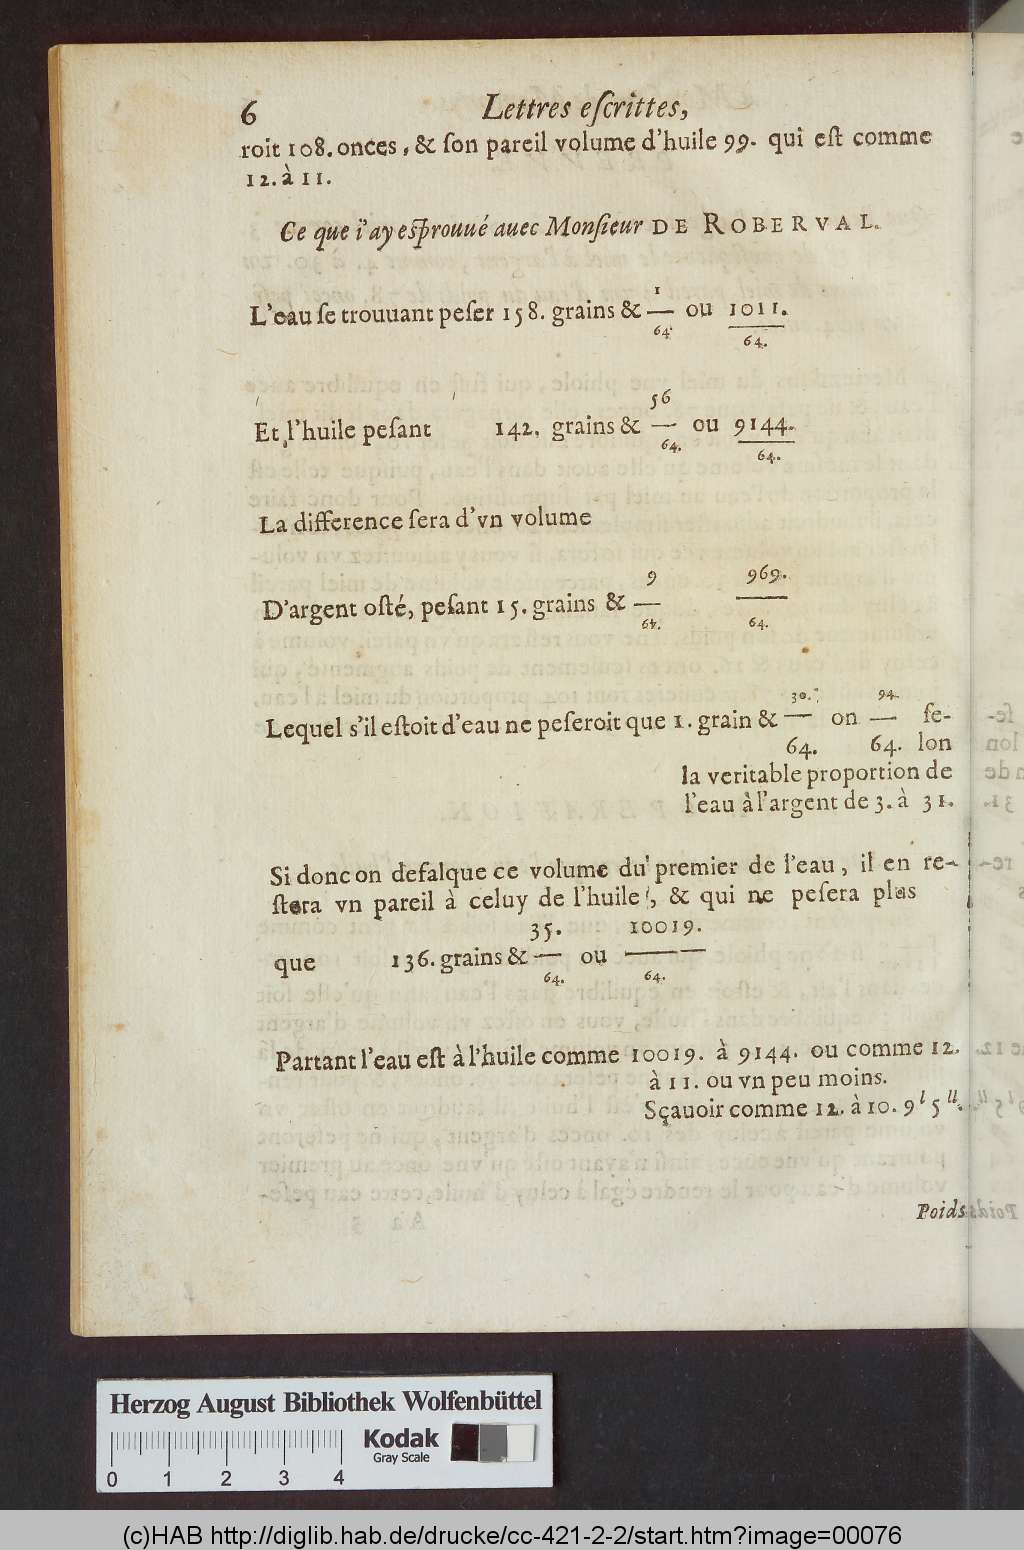 6 Lettres eſcrittes,
roit 108. onces, & ſon pareil volume d'huile 99. qui eſt comme
12. à 11.
Ce que i'ay eſprouué auec Monſieur DE ROBERVAL.
L'eau ſe trouuant peſer 158. grains & 1/64 ou 1011./64.
Et l'huile peſant 142. grains & 56/64. ou 9144./64.
La difference ſera d'vn volume
D'argent oſté, peſant 15. grains & 9/64. 969./64.
Lequel s'il eſtoit d'eau ne peſeroit que 1. grain & 30./64. on 94./64. ſe-
lon
la veritable proportion de
l'eau à l'argent de 3. à 31.
Si donc on defalque ce volume du premier de l'eau, il en re-
ſtera vn pareil à celuy de l'huile, & qui ne peſera plus
que 136. grains & 35./64. ou 10019./64.
Partant l'eau eſt à l'huile comme 10019. à 9144. ou comme 12.
à 11. ou vn peu moins.
Sçauoir comme 12. à 10. 9 l 5 ll.
Poids
Herzog August Bibliothek Wolfenbüttel
Kodak
Gray Scale
0 1 2 3 4
(c)HAB http://diglib.hab.de/drucke/cc-421-2-2/start.htm?image=00076